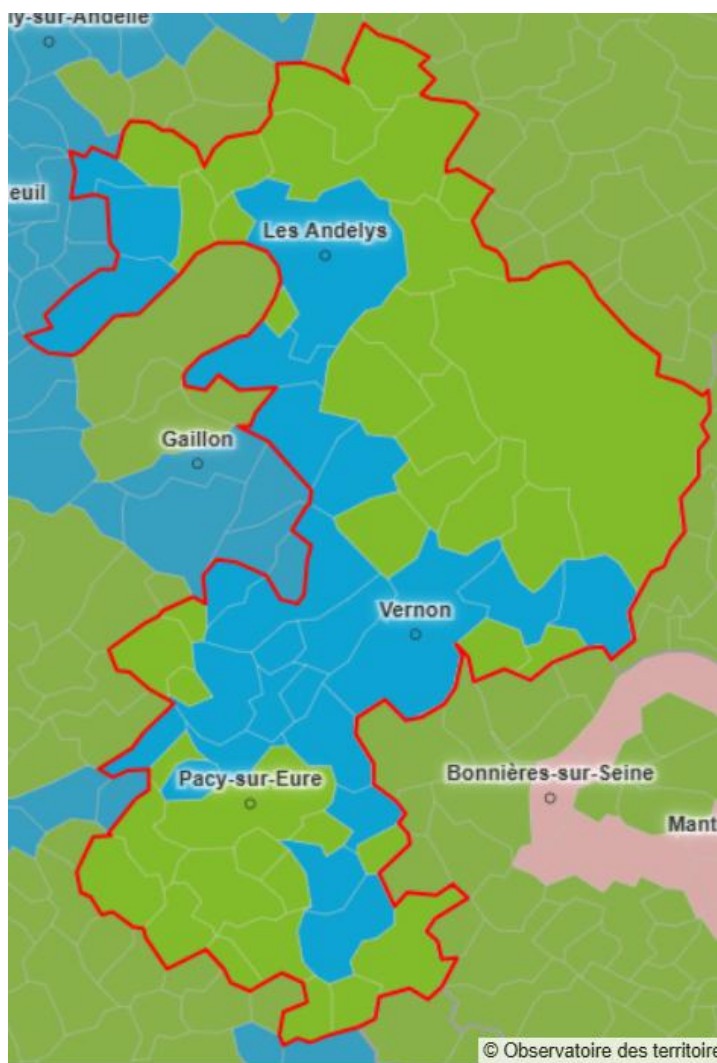 ly-sur-Andelle
euil
Les Andelys
Gaillon
Vernon
Pacy-sur-Eure
Bonnières-sur-Seine
Mant
© Observatoire des territoire